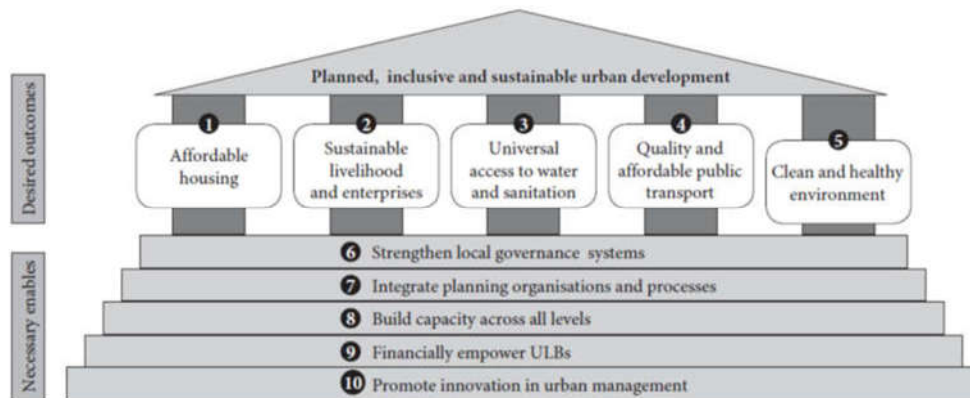 Planned, inclusive and sustainable urban development
Desired outcomes
1
Affordable
housing
2
Sustainable
livelihood
and enterprises
3
Universal
access to water
and sanitation
4
Quality and
affordable public
transport
5
Clean and healthy
environment
Necessary enables
6 Strengthen local governance systems
7 Integrate planning organisations and processes
8 Build capacity across all levels
9 Financially empower ULBs
10 Promote innovation in urban management